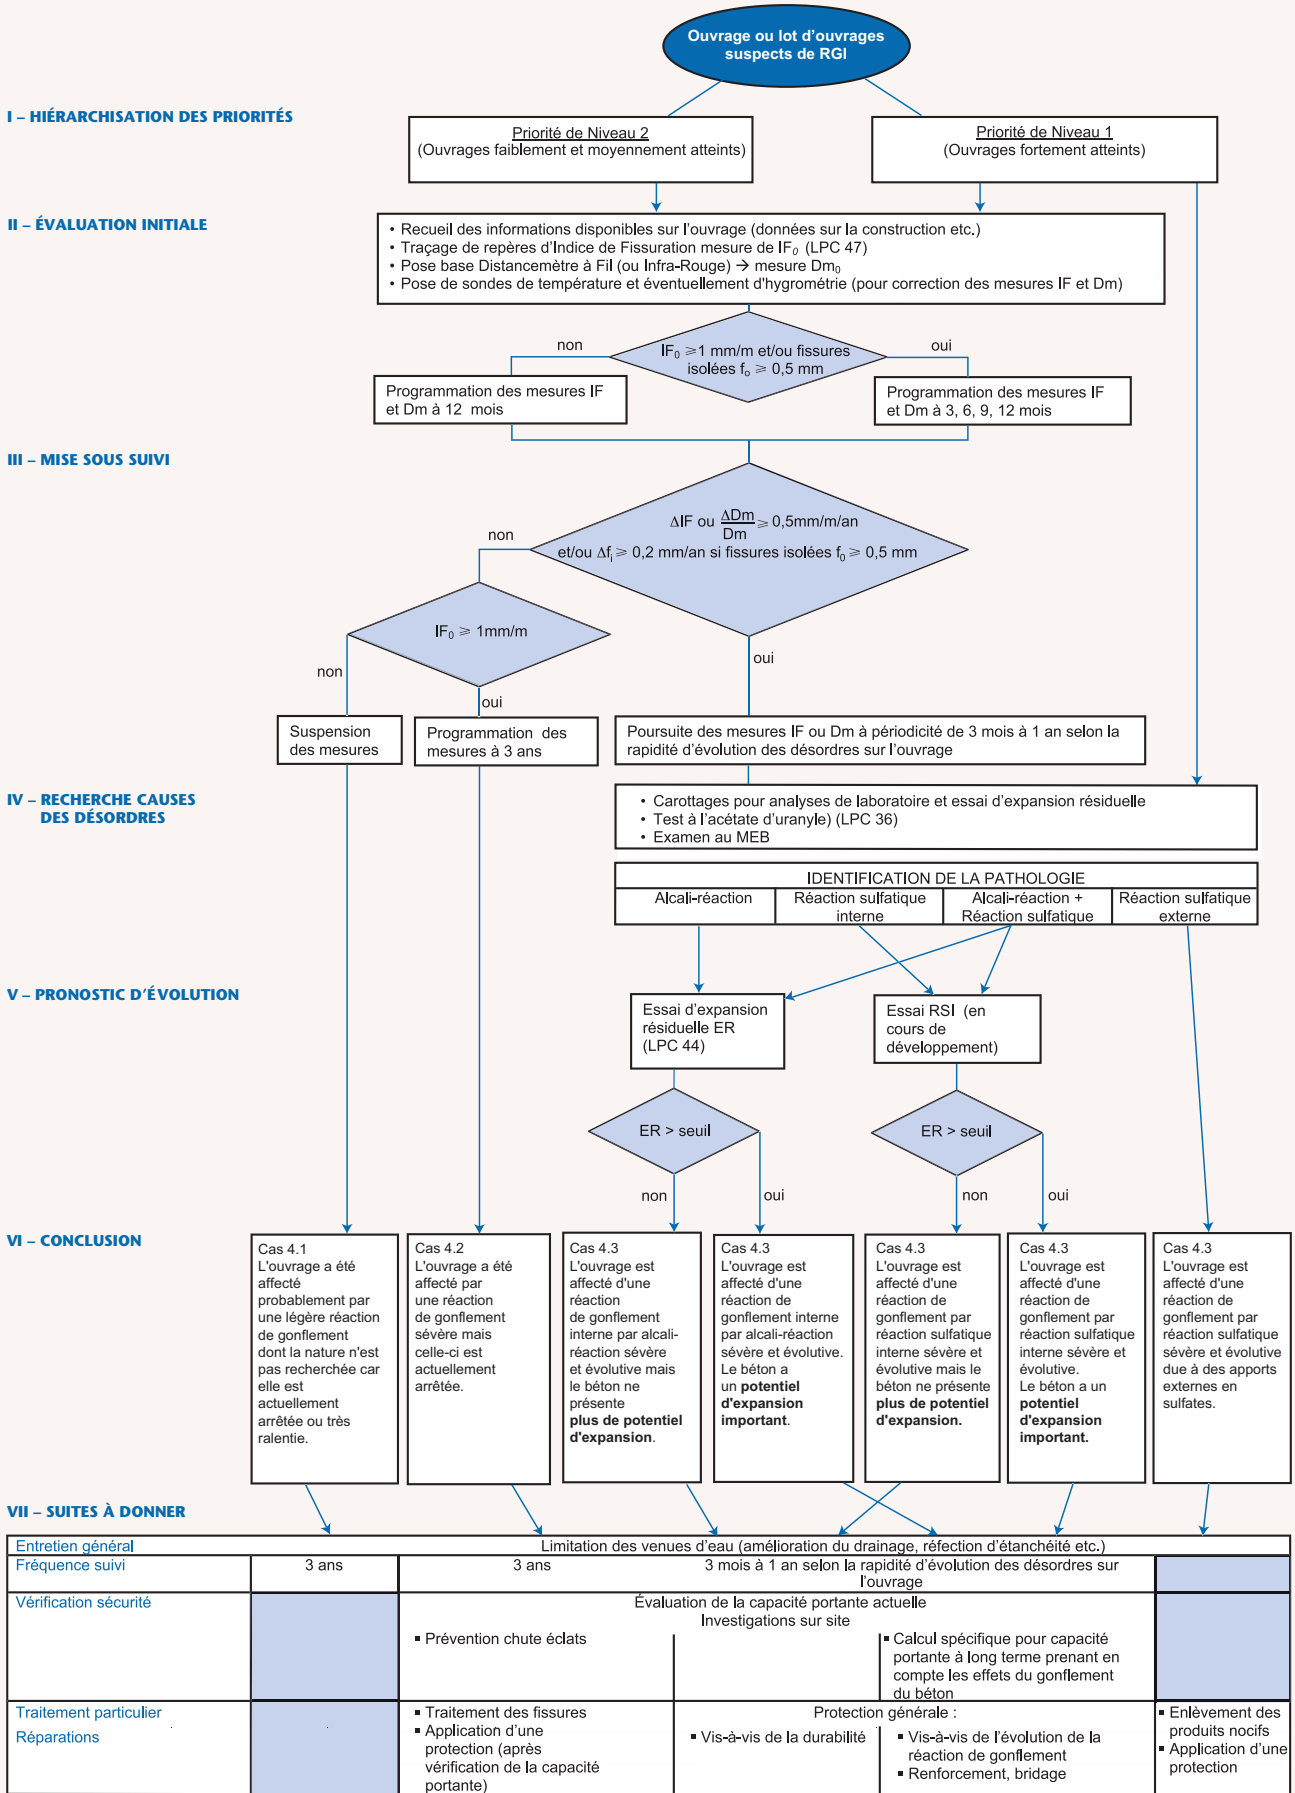 Ouvrage ou lot d'ouvrages
suspects de RGI
I – HIÉRARCHISATION DES PRIORITÉS
Priorité de Niveau 2
(Ouvrages faiblement et moyennement atteints)
Priorité de Niveau 1
(Ouvrages fortement atteints)
II – ÉVALUATION INITIALE
• Recueil des informations disponibles sur l'ouvrage (données sur la construction etc.)
• Traçage de repères d'Indice de Fissuration mesure de IF₀ (LPC 47)
• Pose base Distancemètre à Fil (ou Infra-Rouge) → mesure Dm₀
• Pose de sondes de température et éventuellement d'hygrométrie (pour correction des mesures IF et Dm)
non
IF₀ ⩾1 mm/m et/ou fissures
isolées fₒ ⩾ 0,5 mm
oui
Programmation des mesures IF
et Dm à 12 mois
Programmation des mesures IF
et Dm à 3, 6, 9, 12 mois
III – MISE SOUS SUIVI
non
ΔIF ou ΔDm/Dm ⩾ 0,5mm/m/an
et/ou Δfᵢ ⩾ 0,2 mm/an si fissures isolées f₀ ⩾ 0,5 mm
IF₀ ⩾ 1mm/m
non
oui
oui
Suspension
des mesures
Programmation des
mesures à 3 ans
Poursuite des mesures IF ou Dm à périodicité de 3 mois à 1 an selon la
rapidité d'évolution des désordres sur l'ouvrage
IV – RECHERCHE CAUSES
DES DÉSORDRES
• Carottages pour analyses de laboratoire et essai d'expansion résiduelle
• Test à l'acétate d'uranyle) (LPC 36)
• Examen au MEB
IDENTIFICATION DE LA PATHOLOGIE
Alcali-réaction
Réaction sulfatique
interne
Alcali-réaction +
Réaction sulfatique
Réaction sulfatique
externe
V – PRONOSTIC D'ÉVOLUTION
Essai d'expansion
résiduelle ER
(LPC 44)
Essai RSI (en
cours de
développement)
ER > seuil
ER > seuil
non
oui
non
oui
VI – CONCLUSION
Cas 4.1
L'ouvrage a été
affecté
probablement par
une légère réaction
de gonflement
dont la nature n'est
pas recherchée car
elle est
actuellement
arrêtée ou très
ralentie.
Cas 4.2
L'ouvrage a été
affecté par
une réaction
de gonflement
sévère mais
celle-ci est
actuellement
arrêtée.
Cas 4.3
L'ouvrage est
affecté d'une
réaction
de gonflement
interne par alcali-
réaction sévère
et évolutive mais
le béton ne
présente
plus de potentiel
d'expansion.
Cas 4.3
L'ouvrage est
affecté d'une
réaction de
gonflement interne
par alcali-réaction
sévère et évolutive.
Le béton a
un potentiel
d'expansion
important.
Cas 4.3
L'ouvrage est
affecté d'une
réaction de
gonflement par
réaction sulfatique
interne sévère et
évolutive mais le
béton ne présente
plus de potentiel
d'expansion.
Cas 4.3
L'ouvrage est
affecté d'une
réaction de
gonflement par
réaction sulfatique
interne sévère et
évolutive.
Le béton a un
potentiel
d'expansion
important.
Cas 4.3
L'ouvrage est
affecté d'une
réaction de
gonflement par
réaction sulfatique
sévère et évolutive
due à des apports
externes en
sulfates.
VII – SUITES À DONNER
Entretien général
Limitation des venues d'eau (amélioration du drainage, réfection d'étanchéité etc.)
Fréquence suivi
3 ans
3 ans
3 mois à 1 an selon la rapidité d'évolution des désordres sur
l'ouvrage
Vérification sécurité
Évaluation de la capacité portante actuelle
Investigations sur site
▪ Prévention chute éclats
▪ Calcul spécifique pour capacité
portante à long terme prenant en
compte les effets du gonflement
du béton
Traitement particulier
Réparations
▪ Traitement des fissures
▪ Application d'une
protection (après
vérification de la capacité
portante)
Protection générale :
▪ Vis-à-vis de la durabilité
▪ Vis-à-vis de l'évolution de la
réaction de gonflement
▪ Renforcement, bridage
▪ Enlèvement des
produits nocifs
▪ Application d'une
protection